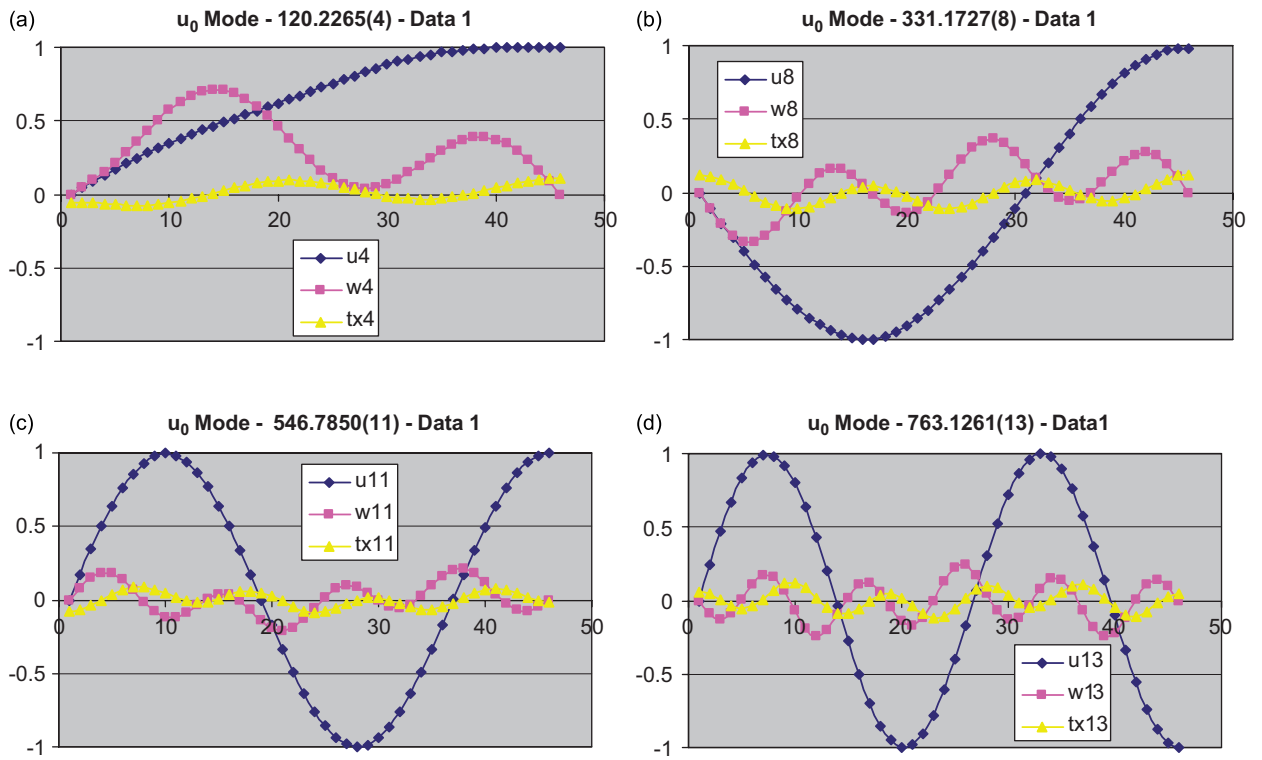 (a)
u0 Mode - 120.2265(4) - Data 1
1
0.5
0
-0.5
-1
0 10 20 30 40 50
u4
w4
tx4
(b)
u0 Mode - 331.1727(8) - Data 1
1
0.5
0
-0.5
-1
0 10 20 30 40 50
u8
w8
tx8
(c)
u0 Mode - 546.7850(11) - Data 1
1
0.5
0
-0.5
-1
0 10 20 30 40 50
u11
w11
tx11
(d)
u0 Mode - 763.1261(13) - Data1
1
0.5
0
-0.5
-1
0 10 20 30 40 50
u13
w13
tx13